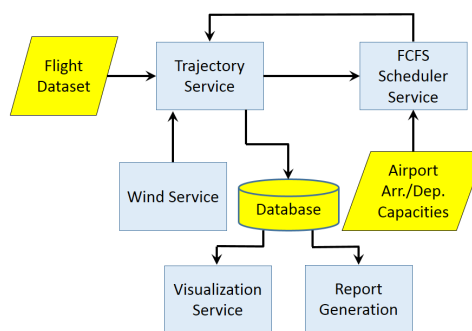 Flight
Dataset
Trajectory
Service
FCFS
Scheduler
Service
Wind Service
Database
Airport
Arr./Dep.
Capacities
Visualization
Service
Report
Generation